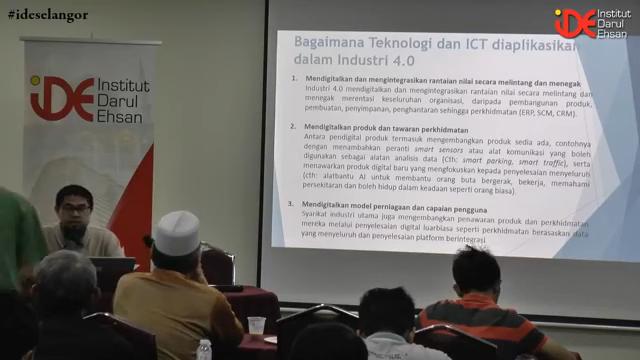 #ideselangor
iDE Institut
Darul
Ehsan
iDE Institut
Darul
Ehsan
Bagaimana Teknologi dan ICT diaplikasikan
dalam Industri 4.0
1. Mendigitalkan dan mengintegrasikan rantaian nilai secara melintang dan menegak
Industri 4.0 mendigitalkan dan mengintegrasikan rantaian nilai secara melintang dan
menegak merentasi keseluruhan organisasi, daripada pembangunan produk,
pembuatan, penyimpanan, penghantaran sehingga perkhidmatan (ERP, SCM, CRM).
2. Mendigitalkan produk dan tawaran perkhidmatan
Antara pendigital produk termasuk mengembangkan produk sedia ada, contohnya
dengan menambahkan peranti smart sensors atau alat komunikasi yang boleh
digunakan sebagai alatan analisis data (Cth: smart parking, smart traffic), serta
menawarkan produk digital baru yang mengfokuskan kepada penyelesaian menyeluruh
(cth: alatbantu AI untuk membantu orang buta bergerak, bekerja, memahami
persekitaran dan boleh hidup dalam keadaan seperti orang biasa).
3. Mendigitalkan model perniagaan dan capaian pengguna
Syarikat industri utama juga mengembangkan penawaran produk dan perkhidmatan
mereka melalui penyelesaian digital luarbiasa seperti perkhidmatan berasaskan data
yang menyeluruh dan penyelesaian platform berintegrasi